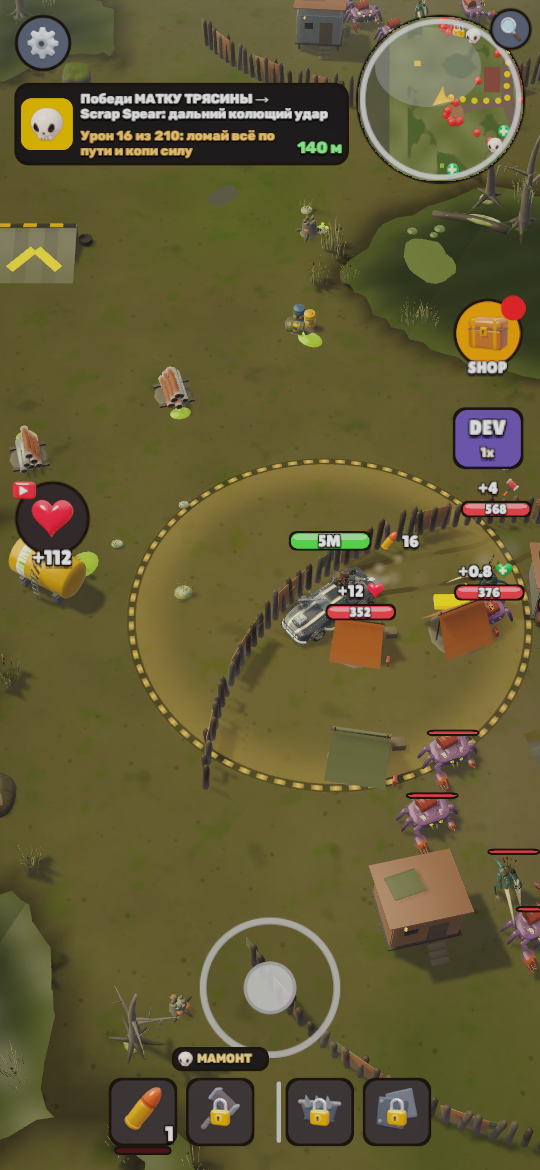 Победи МАТКУ ТРЯСИНЫ →
Scrap Spear: дальний колющий удар
Урон 16 из 210: ломай всё по
пути и копи силу
140 м
SHOP
DEV
1x
+4
568
+112
5M
16
+0.8
376
+12
352
МАМОНТ
1